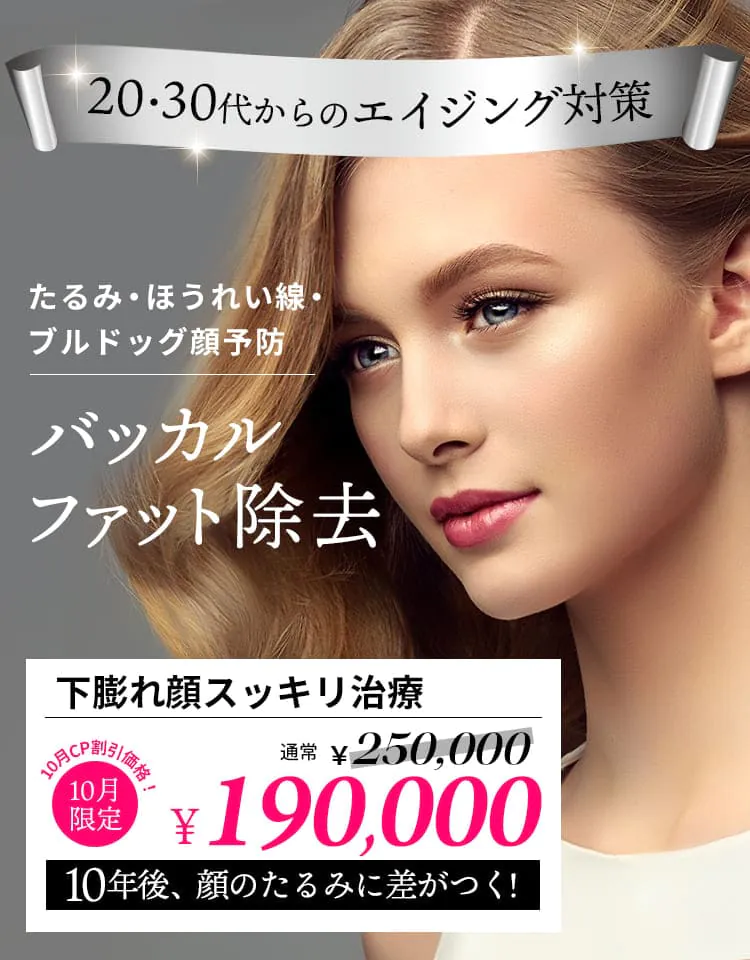 20・30代からのエイジング対策
たるみ・ほうれい線・
ブルドッグ顔予防
バッカル
ファット除去
下膨れ顔スッキリ治療
10月CP割引価格！
10月
限定
通常 ¥250,000
¥190,000
10年後、顔のたるみに差がつく!